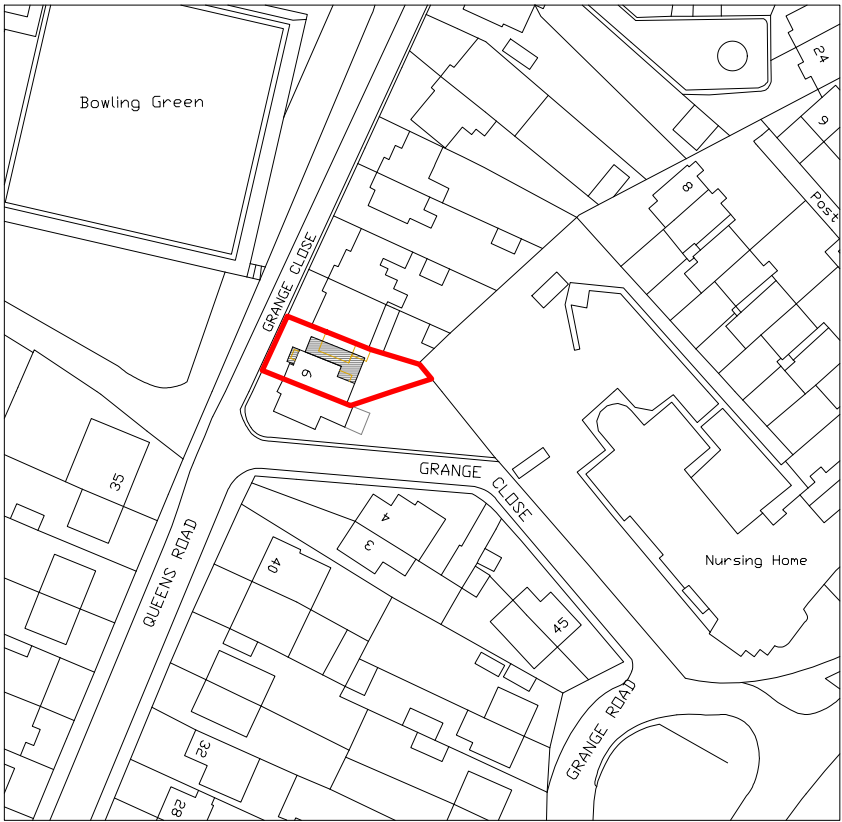 24
Bowling Green
9
8
Post
GRANGE CLOSE
6
GRANGE CLOSE
35
4
3
QUEENS ROAD
40
Nursing Home
45
GRANGE ROAD
32
28